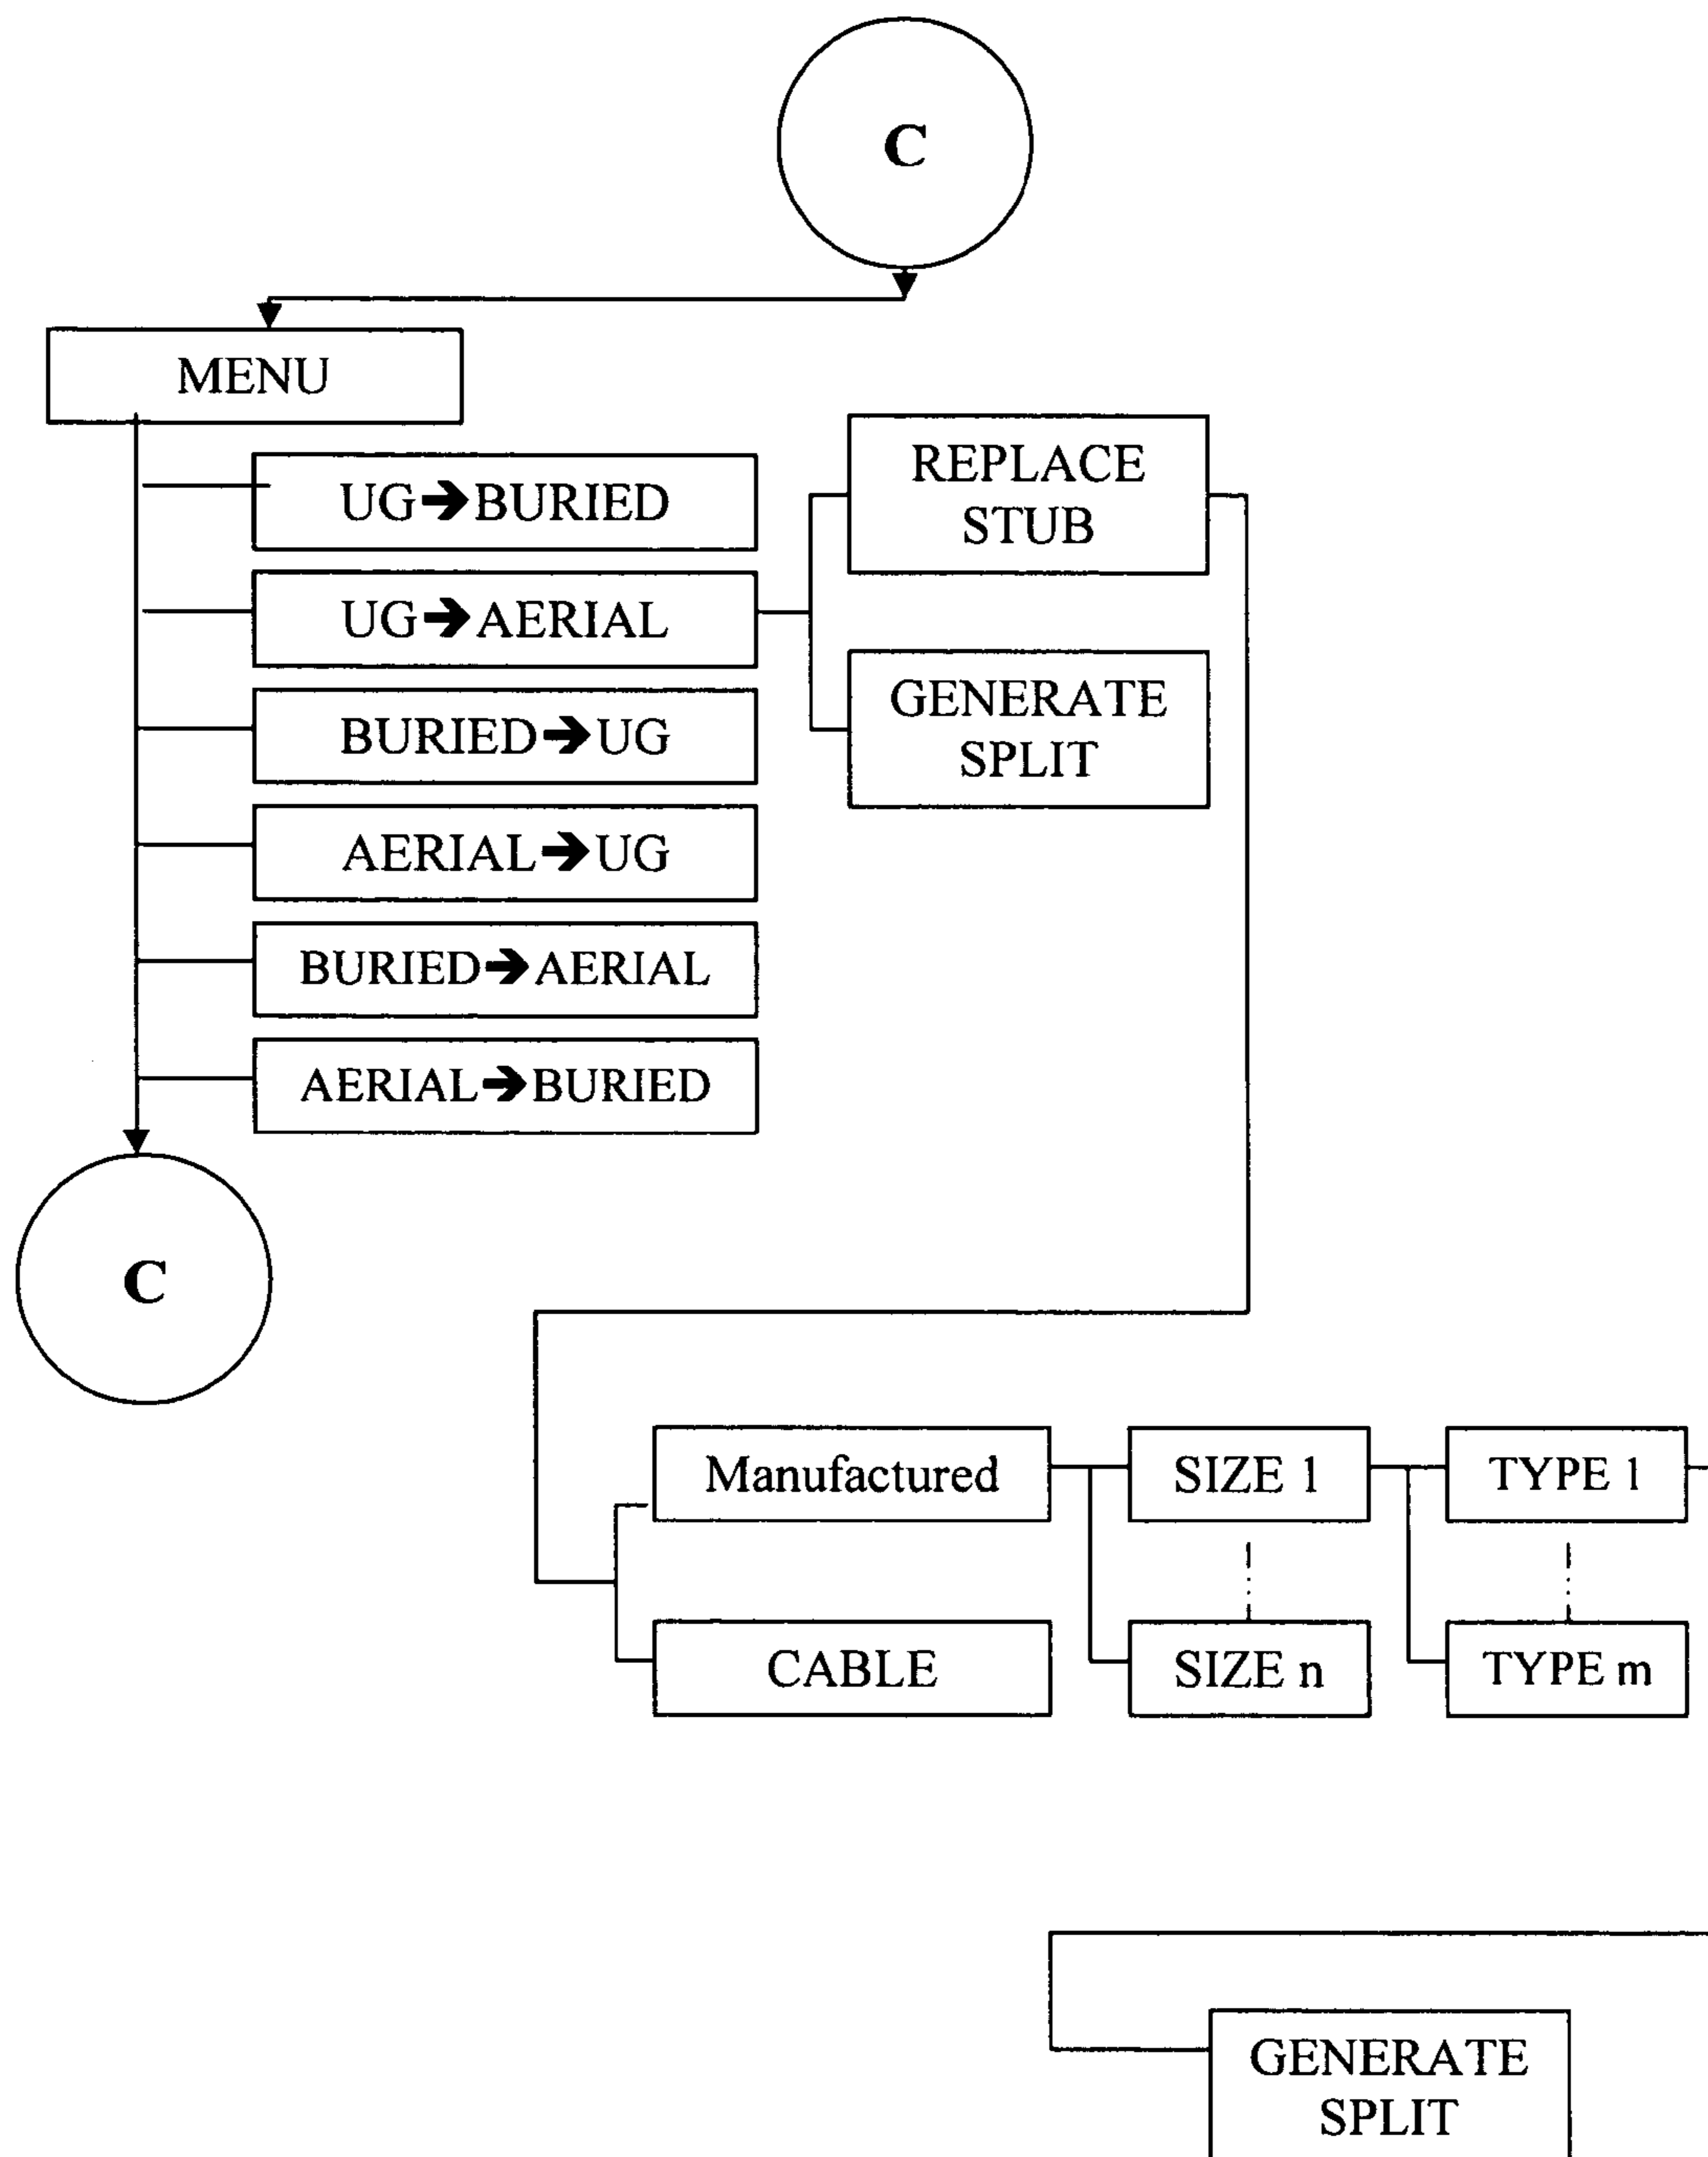 C
MENU
UG➔BURIED
UG➔AERIAL
BURIED➔UG
AERIAL➔UG
BURIED➔AERIAL
AERIAL➔BURIED
REPLACE
STUB
GENERATE
SPLIT
C
Manufactured
SIZE 1
TYPE 1
CABLE
SIZE n
TYPE m
GENERATE
SPLIT